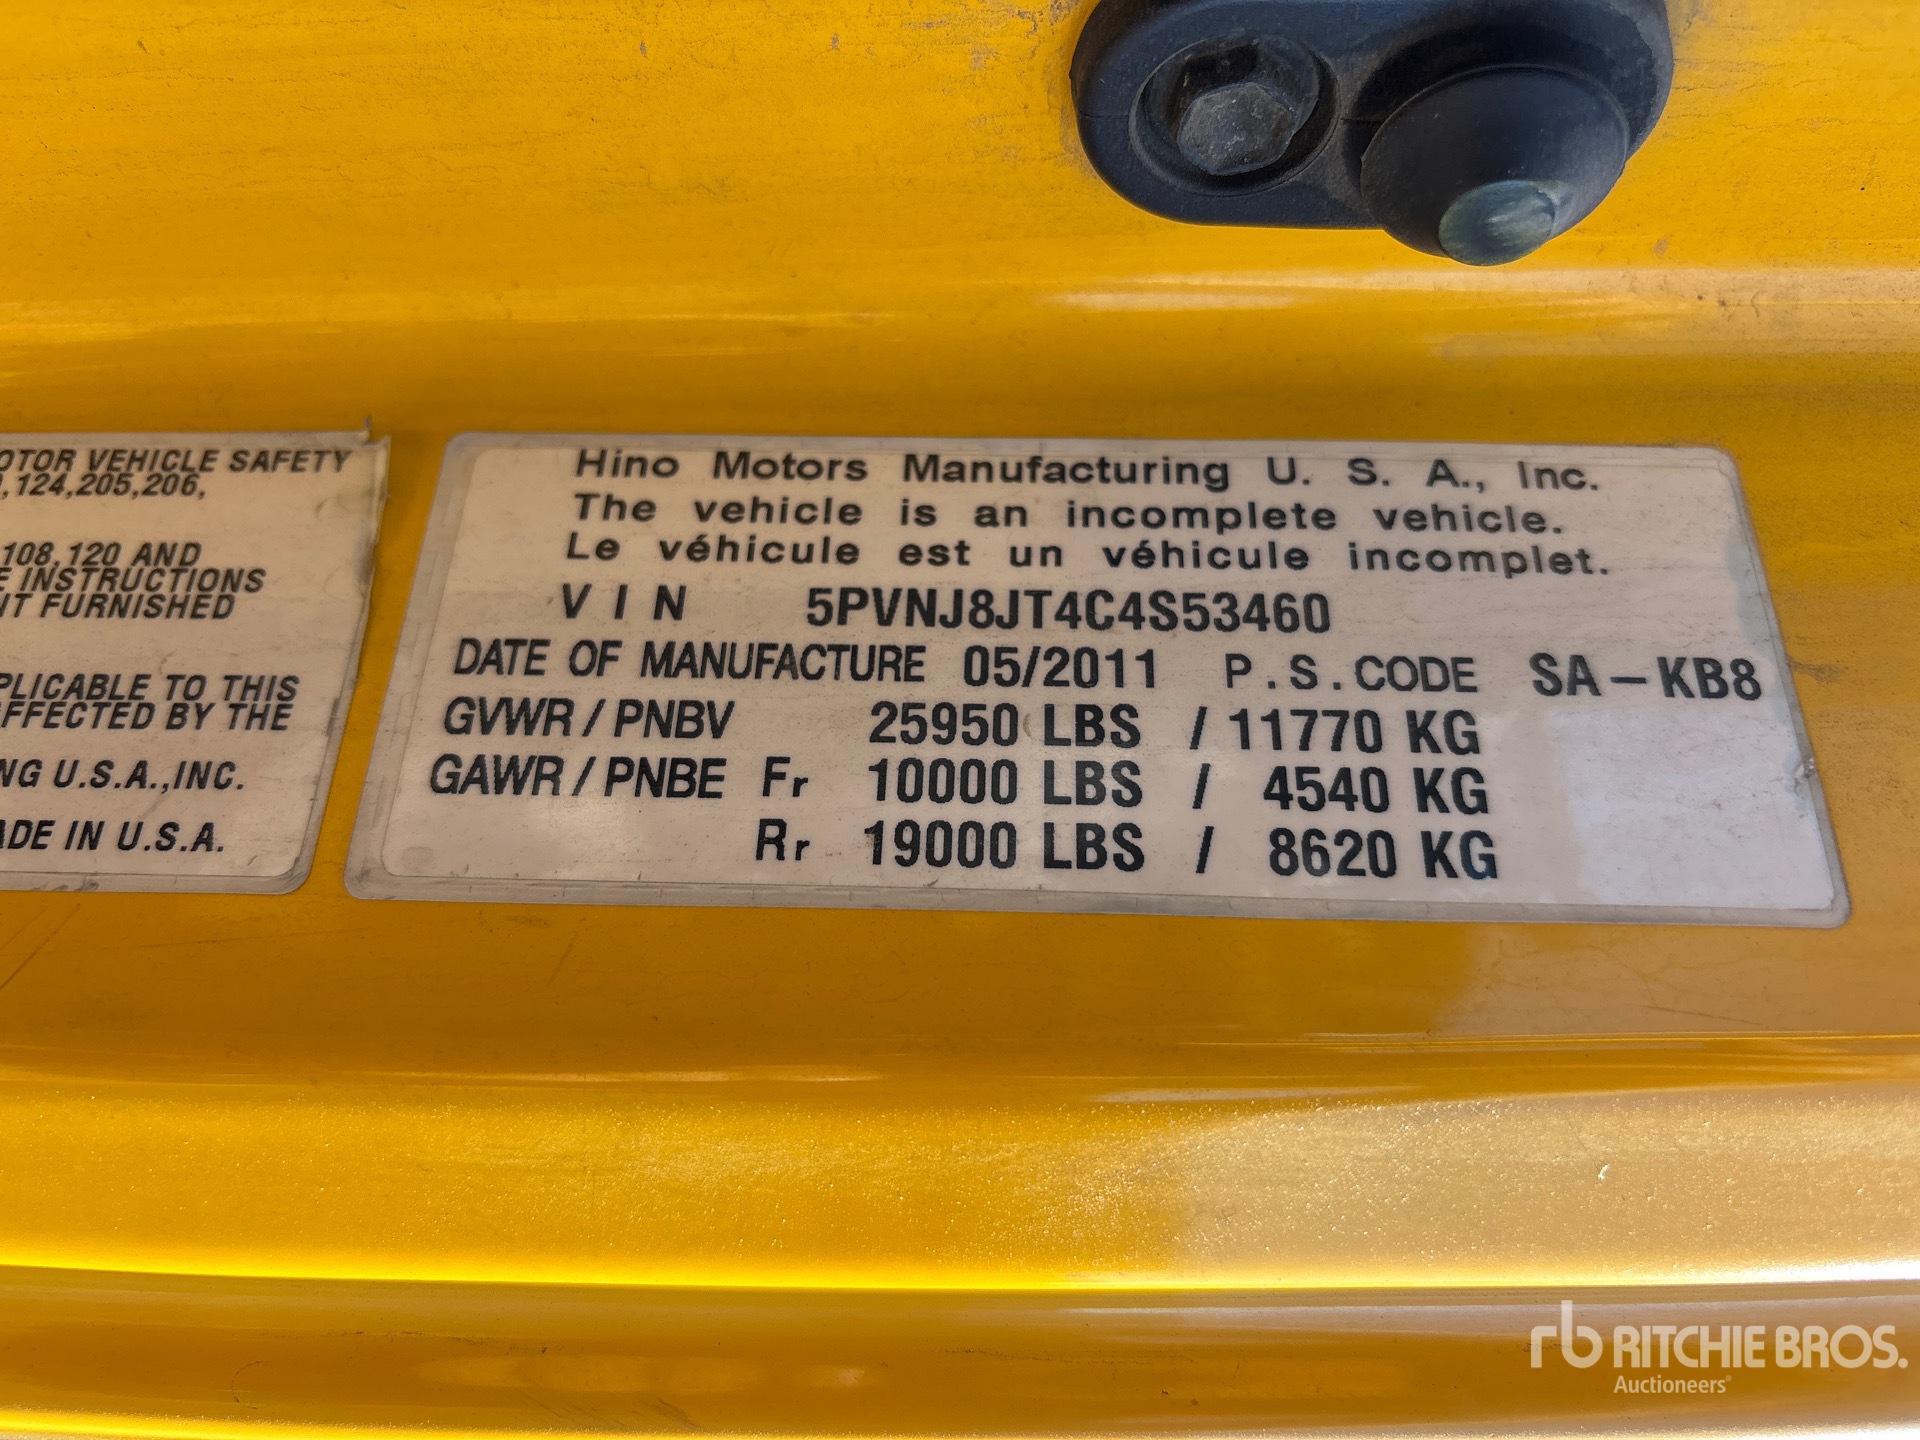 OTOR VEHICLE SAFETY
,124,205,206,
108,120 AND
E INSTRUCTIONS
NT FURNISHED
PLICABLE TO THIS
FFECTED BY THE
NG U.S.A.,INC.
ADE IN U.S.A.
Hino Motors Manufacturing U. S. A., Inc.
The vehicle is an incomplete vehicle.
Le véhicule est un véhicule incomplet.
VIN 5PVNJ8JT4C4S53460
DATE OF MANUFACTURE 05/2011 P.S.CODE SA-KB8
GVWR/PNBV 25950 LBS / 11770 KG
GAWR/PNBE Fr 10000 LBS / 4540 KG
Rr 19000 LBS / 8620 KG
rb RITCHIE BROS.
Auctioneers